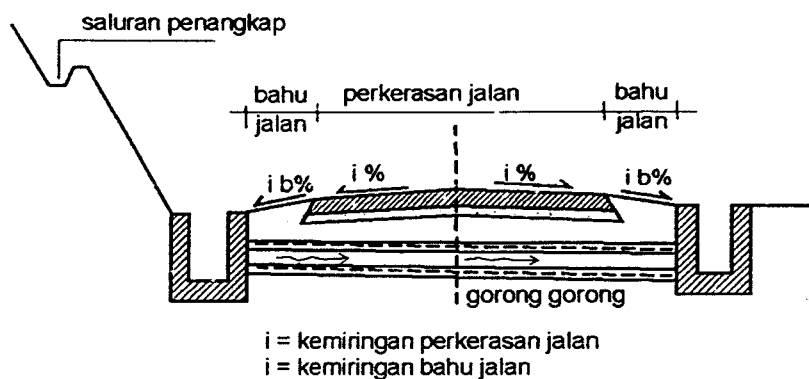 saluran penangkap
bahu jalan
perkerasan jalan
bahu jalan
i b%
i %
i %
i b%
gorong gorong
i = kemiringan perkerasan jalan
i = kemiringan bahu jalan